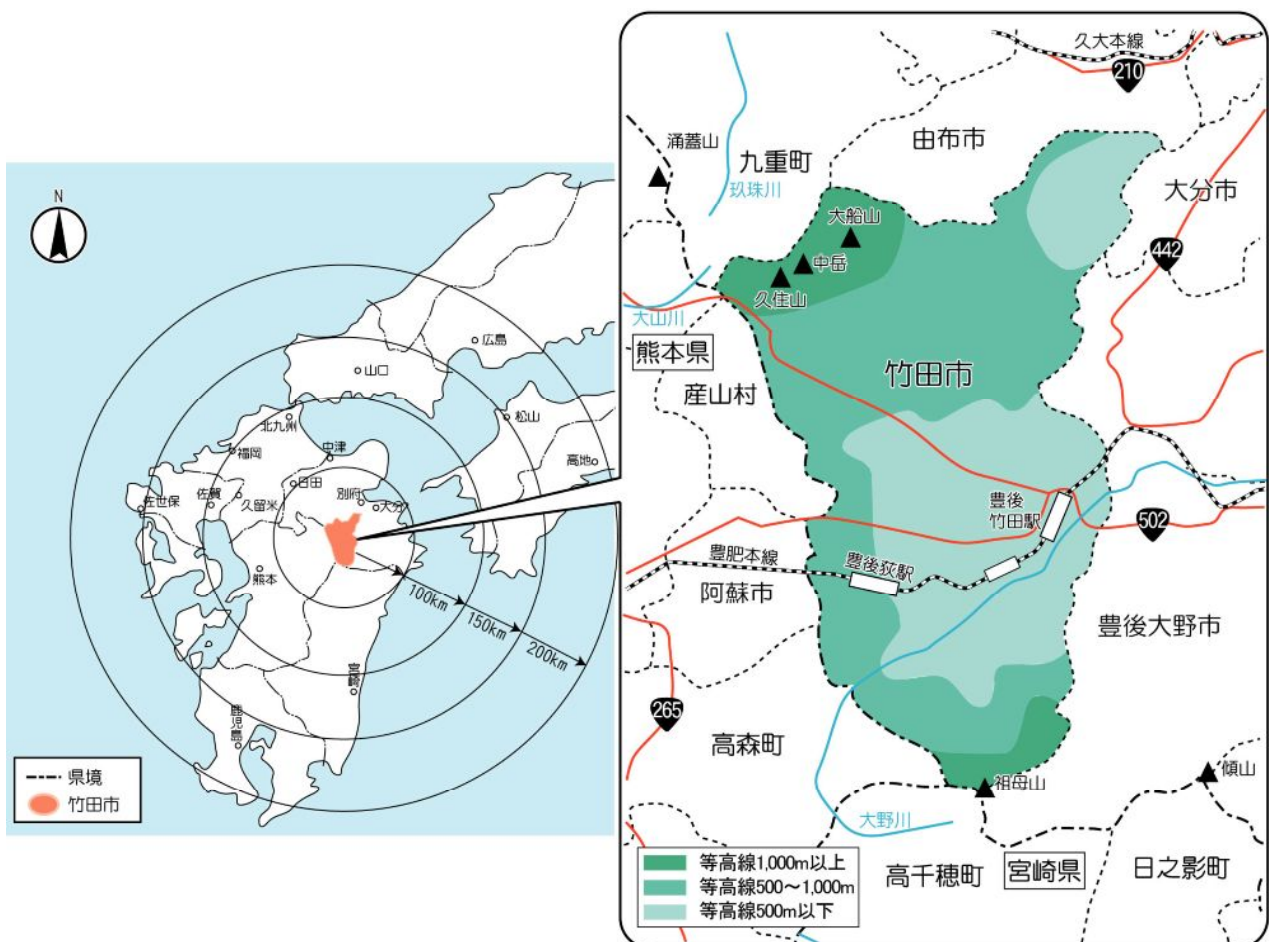 N
広島
山口
松山
高地
北九州
福岡
中津
日田
別府
大分
佐世保
佐賀
久留米
熊本
100km
150km
200km
宮崎
鹿児島
県境
竹田市
久大本線
210
由布市
涌蓋山
九重町
玖珠川
大分市
大船山
中岳
久住山
442
大山川
熊本県
産山村
竹田市
豊後
竹田駅
502
豊肥本線
豊後荻駅
阿蘇市
豊後大野市
265
高森町
祖母山
傾山
大野川
高千穂町
宮崎県
日之影町
等高線1,000m以上
等高線500～1,000m
等高線500m以下